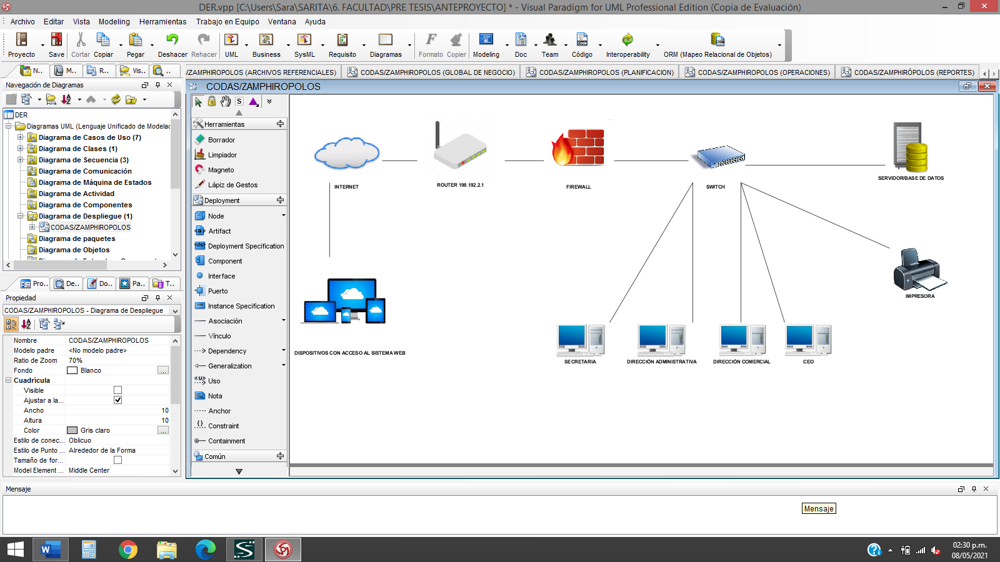 DER.vpp [C:\Users\Sara\SARITA\6. FACULTAD\PRE TESIS\ANTEPROYECTO] * - Visual Paradigm for UML Professional Edition (Copia de Evaluación)
Archivo Editar Vista Modeling Herramientas Trabajo en Equipo Ventana Ayuda
Proyecto Save Cortar Copiar Pegar Deshacer Rehacer UML Business SysML Requisito Diagramas Formato Copier Modeling Doc Team Código Interoperability ORM (Mapeo Relacional de Objetos)
N.. M.. R.. Vis.. ..
/ZAMPHIROPOLOS (ARCHIVOS REFERENCIALES) CODAS/ZAMPHIROPOLOS (GLOBAL DE NEGOCIO) CODAS/ZAMPHIROPOLOS (PLANIFICACION) CODAS/ZAMPHIROPOLOS (OPERACIONES) CODAS/ZAMPHIRÓPOLOS (REPORTES)
Navegación de Diagramas
DER
Diagramas UML (Lenguaje Unificado de Modelac
Diagrama de Casos de Uso (7)
Diagrama de Clases (1)
Diagrama de Secuencia (3)
Diagrama de Comunicación
Diagrama de Máquina de Estados
Diagrama de Actividad
Diagrama de Componentes
Diagrama de Despliegue (1)
CODAS/ZAMPHIROPOLOS
Diagrama de paquetes
Diagrama de Objetos
Pro.. De.. Do.. Pa.. T..
Propiedad
CODAS/ZAMPHIROPOLOS - Diagrama de Despliegue
Nombre CODAS/ZAMPHIROPOLOS
Modelo padre <No modelo padre>
Ratio de Zoom 70%
Fondo Blanco ...
Cuadrícula
Visible
Ajustar a la...
Ancho 10
Altura 10
Color Gris claro ...
Estilo de conec... Oblicuo
Estilo de Punto ... Alrededor de la Forma
Tamaño de for...
Model Element ... Middle Center
CODAS/ZAMPHIROPOLOS
S
Herramientas
Borrador
Limpiador
Magneto
Lápiz de Gestos
Deployment
Node
Artifact
Deployment Specification
Component
Interface
Puerto
Instance Specification
Asociación
Vínculo
Dependency
Generalization
Uso
Nota
Anchor
Constraint
Containment
Común
INTERNET
ROUTER 198.192.2.1
FIREWALL
SWITCH
SERVIDOR/BASE DE DATOS
IMPRESORA
DISPOSITIVOS CON ACCESO AL SISTEMA WEB
SECRETARIA
DIRECCIÓN ADMINISTRATIVA
DIRECCIÓN COMERCIAL
CEO
Mensaje
Mensaje
02:30 p.m.
08/05/2021